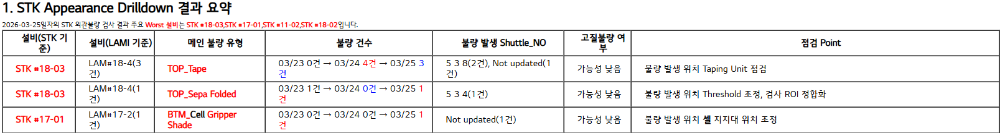 1. STK Appearance Drilldown 결과 요약
2026-03-25일자의 STK 외관불량 검사 결과 주요 Worst 설비는 STK #18-03,STK #17-01,STK #11-02,STK #18-02입니다.
설비(STK 기
준)
설비(LAMI 기준)
메인 불량 유형
불량 건수
불량 발생 Shuttle_NO
고질불량 여
부
점검 Point
STK #18-03
LAM#18-4(3
건)
TOP_Tape
03/23 0건 → 03/24 4건 → 03/25 3
건
5 3 8(2건), Not updated(1
건)
가능성 낮음
불량 발생 위치 Taping Unit 점검
STK #18-03
LAM#18-4(1
건)
TOP_Sepa Folded
03/23 1건 → 03/24 0건 → 03/25 1
건
5 3 4(1건)
가능성 낮음
불량 발생 위치 Threshold 조정, 검사 ROI 정합화
STK #17-01
LAM#17-2(1
건)
BTM_Cell Gripper
Shade
03/23 0건 → 03/24 0건 → 03/25 1
건
Not updated(1건)
가능성 낮음
불량 발생 위치 셀 지지대 위치 조정